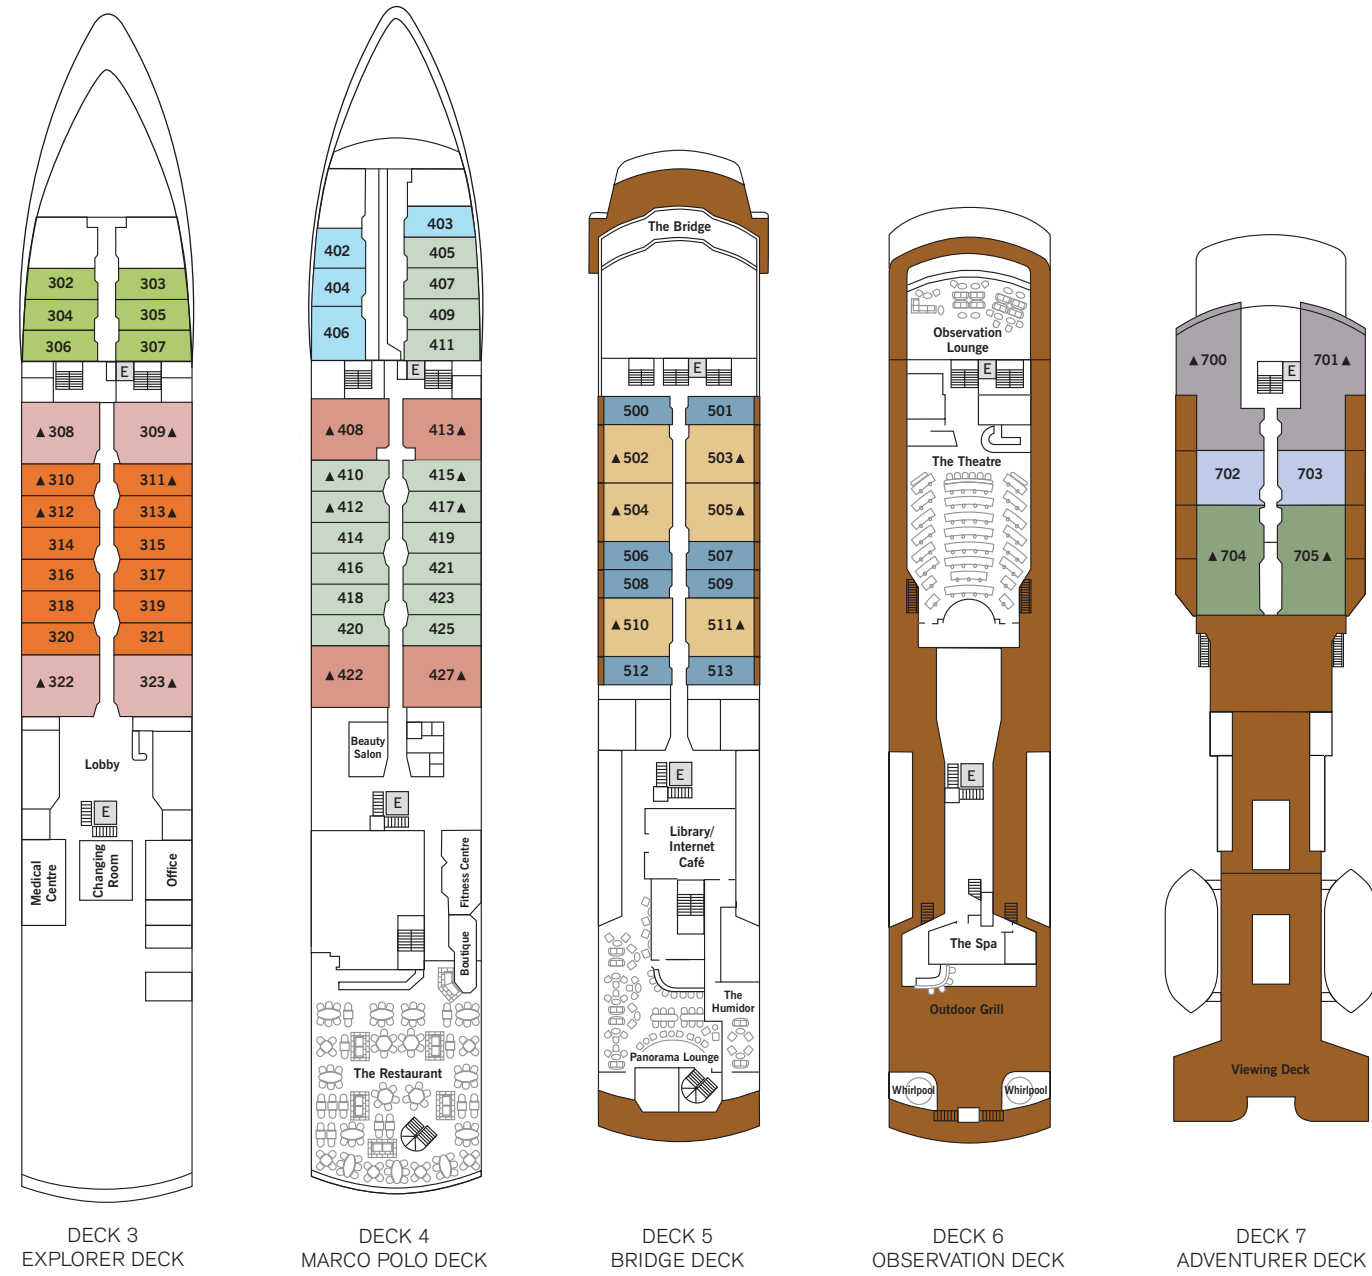 302 303
304 305
306 307
E
▲308 309▲
▲310 311▲
▲312 313▲
314 315
316 317
318 319
320 321
▲322 323▲
Lobby
E
Medical
Centre
Changing
Room
Office
DECK 3
EXPLORER DECK
403
402 405
404 407
409
406 411
E
▲408 413▲
▲410 415▲
▲412 417▲
414 419
416 421
418 423
420 425
▲422 427▲
Beauty
Salon
E
Fitness Centre
Boutique
The Restaurant
DECK 4
MARCO POLO DECK
The Bridge
E
500 501
▲502 503▲
▲504 505▲
506 507
508 509
▲510 511▲
512 513
E
Library/
Internet
Café
The
Humidor
Panorama Lounge
DECK 5
BRIDGE DECK
Observation
Lounge
E
The Theatre
E
The Spa
Outdoor Grill
Whirlpool Whirlpool
DECK 6
OBSERVATION DECK
▲700 701▲
E
702 703
▲704 705▲
Viewing Deck
DECK 7
ADVENTURER DECK